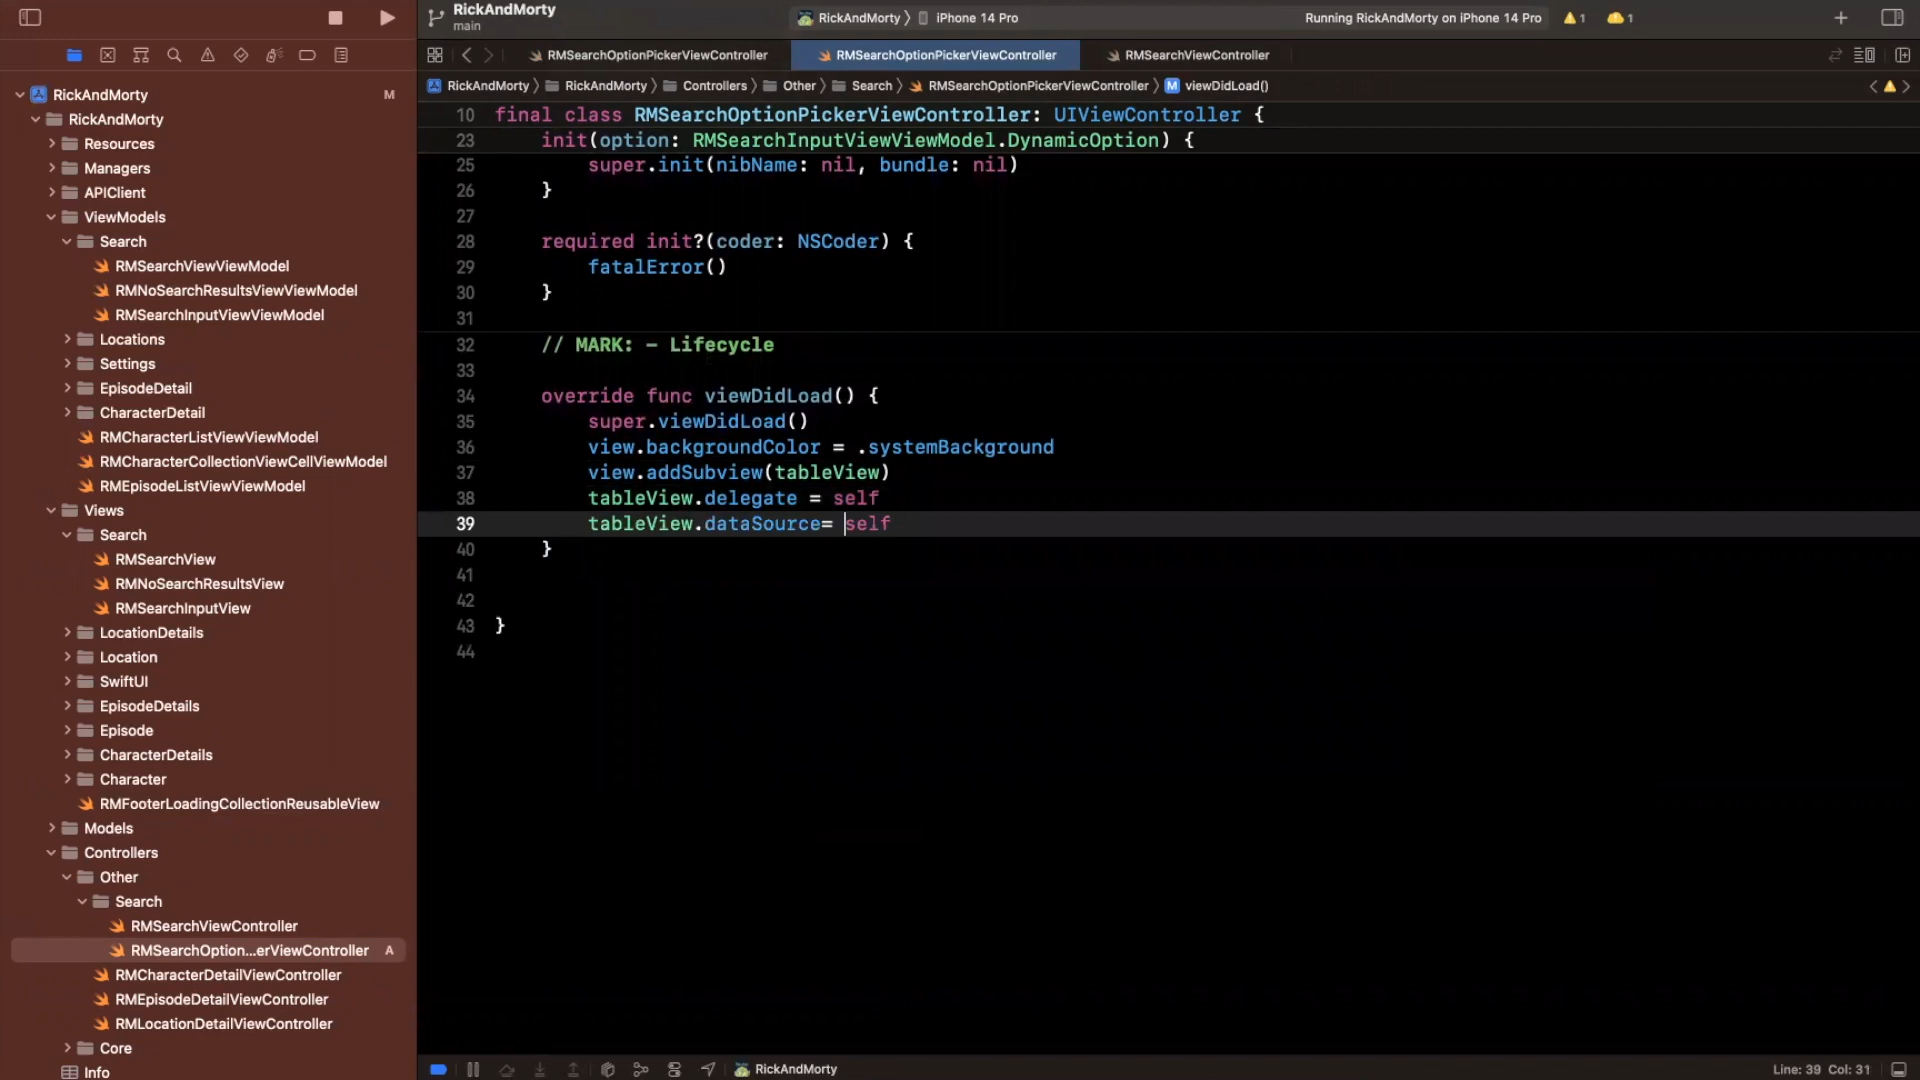 RickAndMorty
main
RickAndMorty
iPhone 14 Pro
Running RickAndMorty on iPhone 14 Pro
1
1
RMSearchOptionPickerViewController
RMSearchOptionPickerViewController
RMSearchViewController
RickAndMorty
RickAndMorty
Controllers
Other
Search
RMSearchOptionPickerViewController
M
viewDidLoad()
RickAndMorty
M
RickAndMorty
Resources
Managers
APIClient
ViewModels
Search
RMSearchViewViewModel
RMNoSearchResultsViewViewModel
RMSearchInputViewViewModel
Locations
Settings
EpisodeDetail
CharacterDetail
RMCharacterListViewViewModel
RMCharacterCollectionViewCellViewModel
RMEpisodeListViewViewModel
Views
Search
RMSearchView
RMNoSearchResultsView
RMSearchInputView
LocationDetails
Location
SwiftUI
EpisodeDetails
Episode
CharacterDetails
Character
RMFooterLoadingCollectionReusableView
Models
Controllers
Other
Search
RMSearchViewController
RMSearchOption...erViewController
A
RMCharacterDetailViewController
RMEpisodeDetailViewController
RMLocationDetailViewController
Core
Info
10 final class RMSearchOptionPickerViewController: UIViewController {
23 init(option: RMSearchInputViewViewModel.DynamicOption) {
25 super.init(nibName: nil, bundle: nil)
26 }
27
28 required init?(coder: NSCoder) {
29 fatalError()
30 }
31
32 // MARK: - Lifecycle
33
34 override func viewDidLoad() {
35 super.viewDidLoad()
36 view.backgroundColor = .systemBackground
37 view.addSubview(tableView)
38 tableView.delegate = self
39 tableView.dataSource= self
40 }
41
42
43 }
44
RickAndMorty
Line: 39 Col: 31